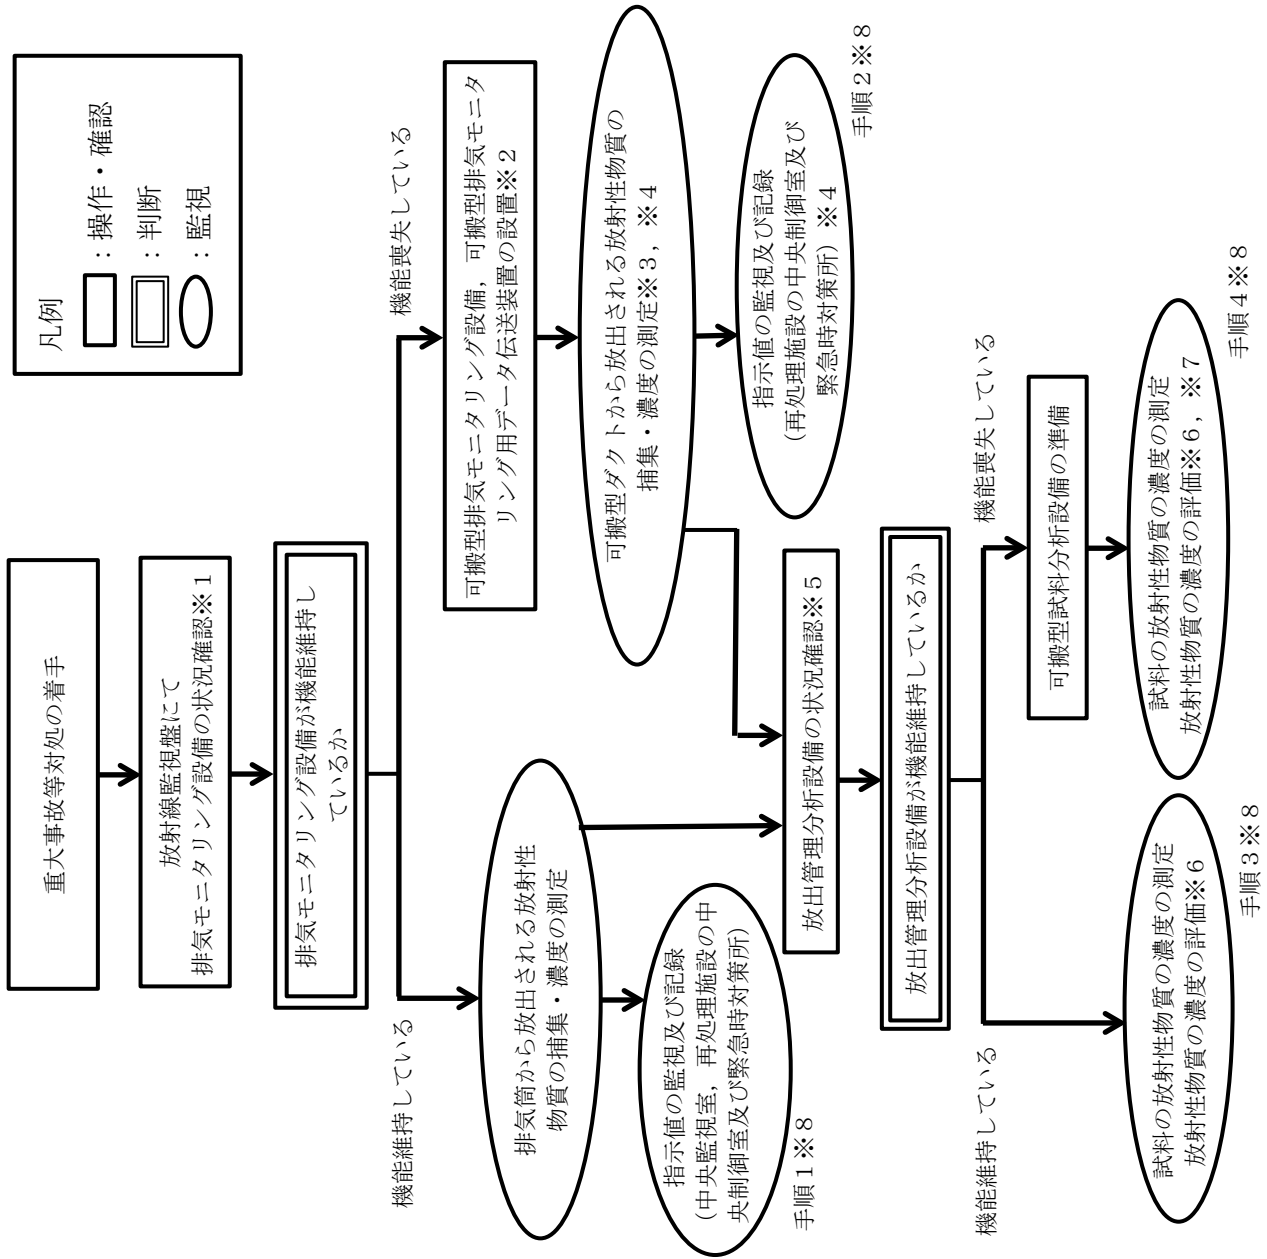 凡例
：操作・確認
：判断
：監視
重大事故等対処の着手
放射線監視盤にて
排気モニタリング設備の状況確認※１
排気モニタリング設備が機能維持し
ているか
機能維持している
機能喪失している
排気筒から放出される放射性
物質の捕集・濃度の測定
指示値の監視及び記録
（中央監視室，再処理施設の中
央制御室及び緊急時対策所）
手順１※８
可搬型排気モニタリング設備，可搬型排気モニタ
リング用データ伝送装置の設置※２
可搬型ダクトから放出される放射性物質の
捕集・濃度の測定※３，※４
指示値の監視及び記録
（再処理施設の中央制御室及び
緊急時対策所）※４
手順２※８
放出管理分析設備の状況確認※５
放出管理分析設備が機能維持しているか
機能維持している
機能喪失している
試料の放射性物質の濃度の測定
放射性物質の濃度の評価※６
手順３※８
可搬型試料分析設備の準備
試料の放射性物質の濃度の測定
放射性物質の濃度の評価※６，※７
手順４※８